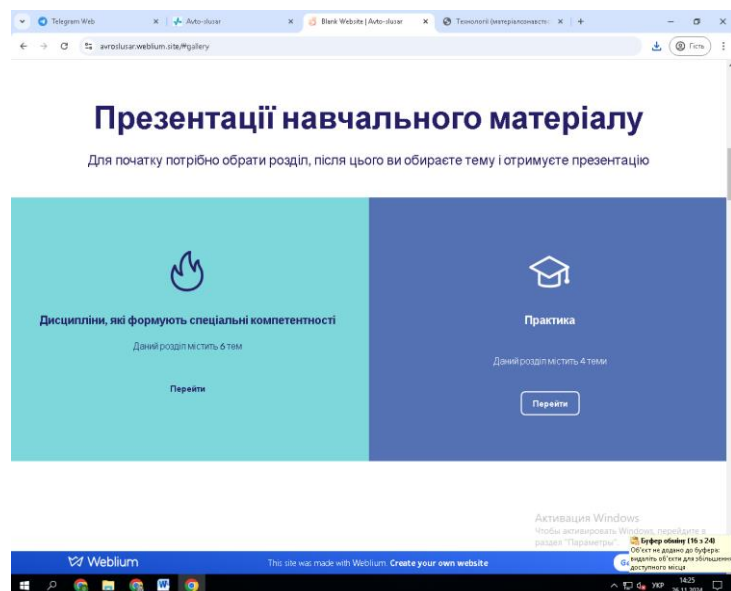 Telegram Web
Avto-slusar
Blank Website | Avto-slusar
Технології (матеріалознавств
avroslusar.weblium.site/#gallery
Гість
Презентації навчального матеріалу
Для початку потрібно обрати розділ, після цього ви обираєте тему і отримуєте презентацію
Дисципліни, які формують спеціальні компетентності
Даний розділ містить 6 тем
Перейти
Практика
Даний розділ містить 4 теми
Перейти
Активация Windows
Чтобы активировать Windows, перейдите в
раздел "Параметры".
Буфер обміну (16 з 24)
Об'єкт не додано до буфера:
видаліть об'єкти для збільшення
доступного місця
Weblium
This site was made with Weblium. Create your own website
УКР
14:25
26.11.2024